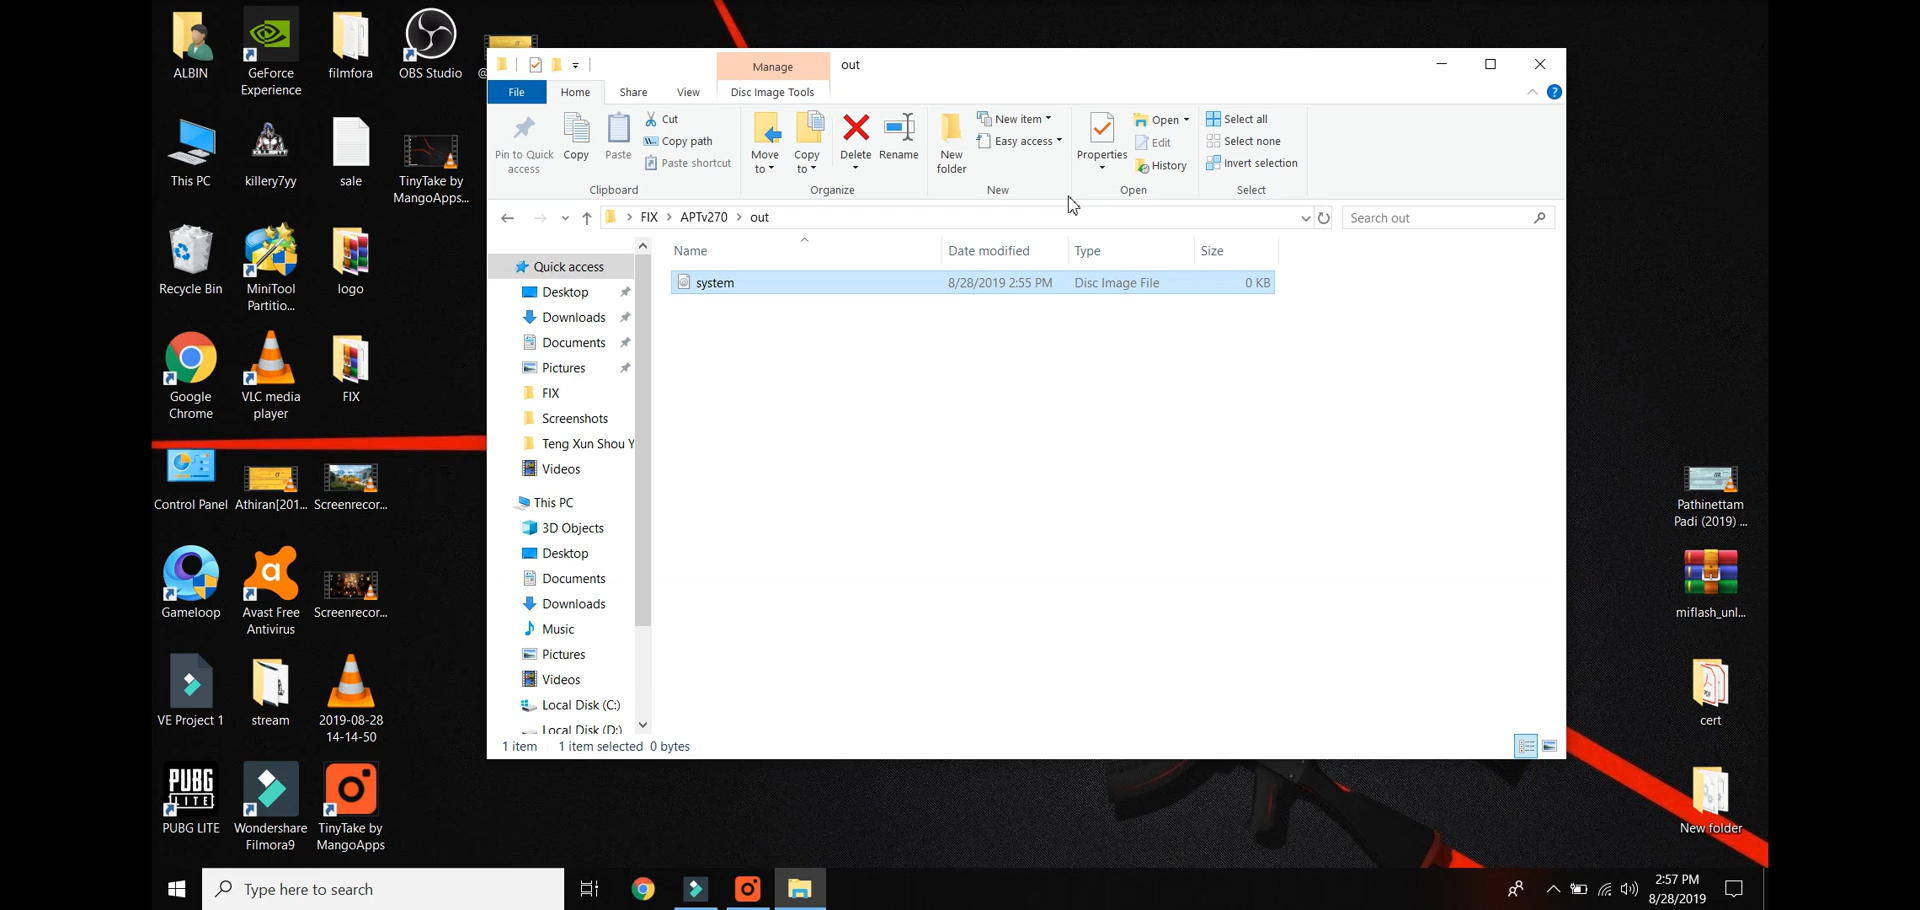 ALBIN
GeForce
Experience
filmfora
OBS Studio
This PC
killery7yy
sale
TinyTake by
MangoApps...
Recycle Bin
MiniTool
Partitio...
logo
Google
Chrome
VLC media
player
FIX
Control Panel
Athiran[201...
Screenrecor...
Gameloop
Avast Free
Antivirus
Screenrecor...
VE Project 1
stream
2019-08-28
14-14-50
PUBG
LITE
PUBG LITE
Wondershare
Filmora9
TinyTake by
MangoApps
Manage
out
File
Home
Share
View
Disc Image Tools
Pin to Quick
access
Copy
Paste
Cut
Copy path
Paste shortcut
Clipboard
Move
to
Copy
to
Delete
Rename
Organize
New
folder
New item
Easy access
New
Properties
Open
Edit
History
Open
Select all
Select none
Invert selection
Select
FIX > APTv270 > out
Search out
Name
Date modified
Type
Size
system
8/28/2019 2:55 PM
Disc Image File
0 KB
Quick access
Desktop
Downloads
Documents
Pictures
FIX
Screenshots
Teng Xun Shou Y
Videos
This PC
3D Objects
Desktop
Documents
Downloads
Music
Pictures
Videos
Local Disk (C:)
Local Disk (D:)
1 item
1 item selected 0 bytes
Pathinettam
Padi (2019) ...
miflash_unl...
cert
New folder
Type here to search
2:57 PM
8/28/2019